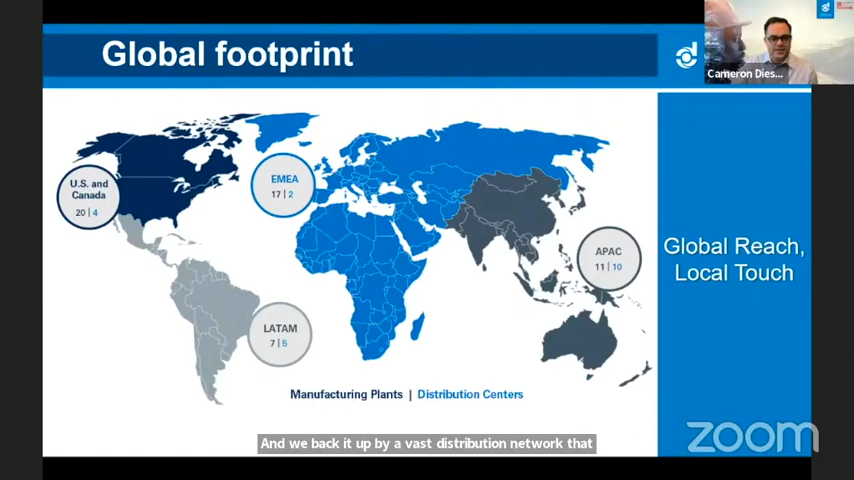 Global footprint
Cameron Dies...
U.S. and
Canada
20 | 4
EMEA
17 | 2
APAC
11 | 10
LATAM
7 | 5
Global Reach,
Local Touch
Manufacturing Plants | Distribution Centers
And we back it up by a vast distribution network that
zoom